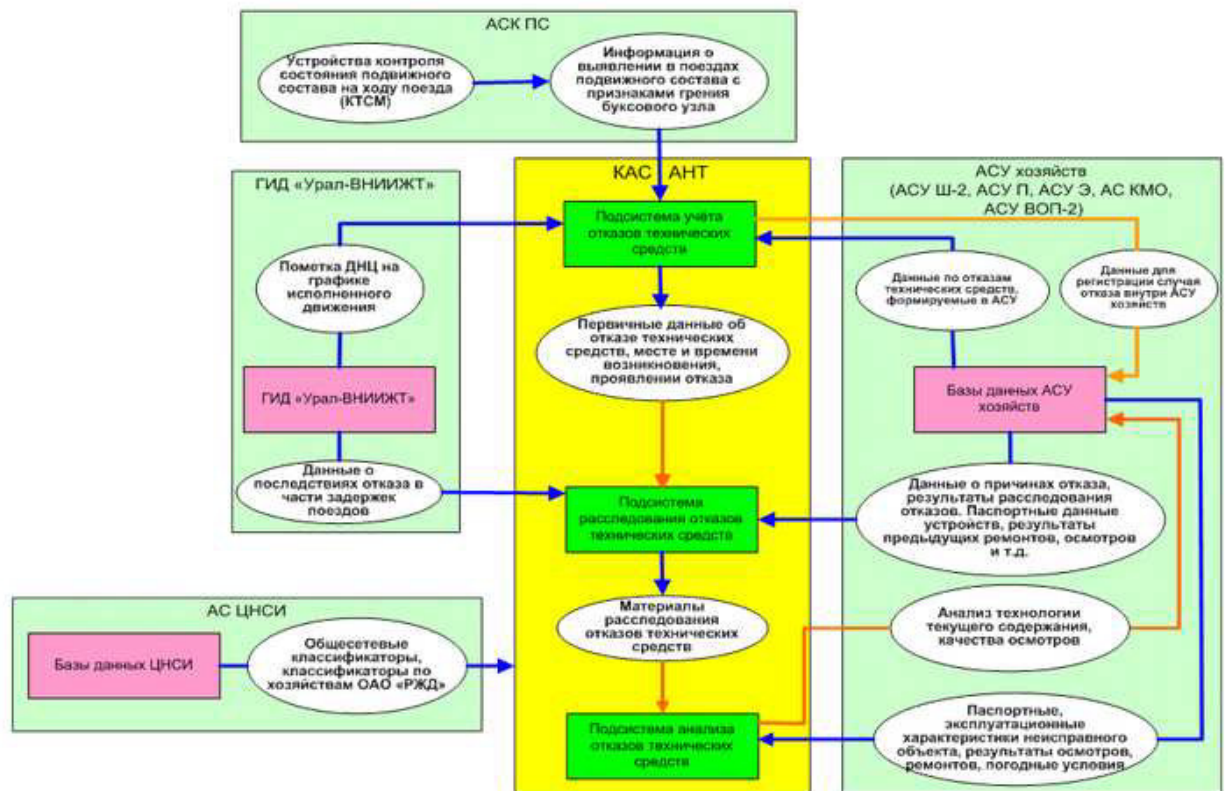 АСК ПС
Устройства контроля
состояния подвижного
состава на ходу поезда
(КТСМ)
Информация о
выявлении в поездах
подвижного состава с
признаками грения
буксового узла
ГИД «Урал-ВНИИЖТ»
Пометка ДНЦ на
графике
исполненного
движения
ГИД «Урал-ВНИИЖТ»
Данные о
последствиях отказа в
части задержек
поездов
КАС АНТ
Подсистема учёта
отказов технических
средств
Первичные данные об
отказе технических
средств, месте и времени
возникновения,
проявлении отказа
Подсистема
расследования отказов
технических средств
Материалы
расследования
отказов технических
средств
Подсистема анализа
отказов технических
средств
АСУ хозяйств
(АСУ Ш-2, АСУ П, АСУ Э, АС КМО,
АСУ ВОП-2)
Данные по отказам
технических средств,
формируемые в АСУ
Данные для
регистрации случая
отказа внутри АСУ
хозяйств
Базы данных АСУ
хозяйств
Данные о причинах отказа,
результаты расследования
отказов. Паспортные данные
устройств, результаты
предыдущих ремонтов, осмотров
и т.д.
Анализ технологии
текущего содержания,
качества осмотров
Паспортные,
эксплуатационные
характеристики неисправного
объекта, результаты осмотров,
ремонтов, погодные условия
АС ЦНСИ
Базы данных ЦНСИ
Общесетевые
классификаторы,
классификаторы по
хозяйствам ОАО «РЖД»